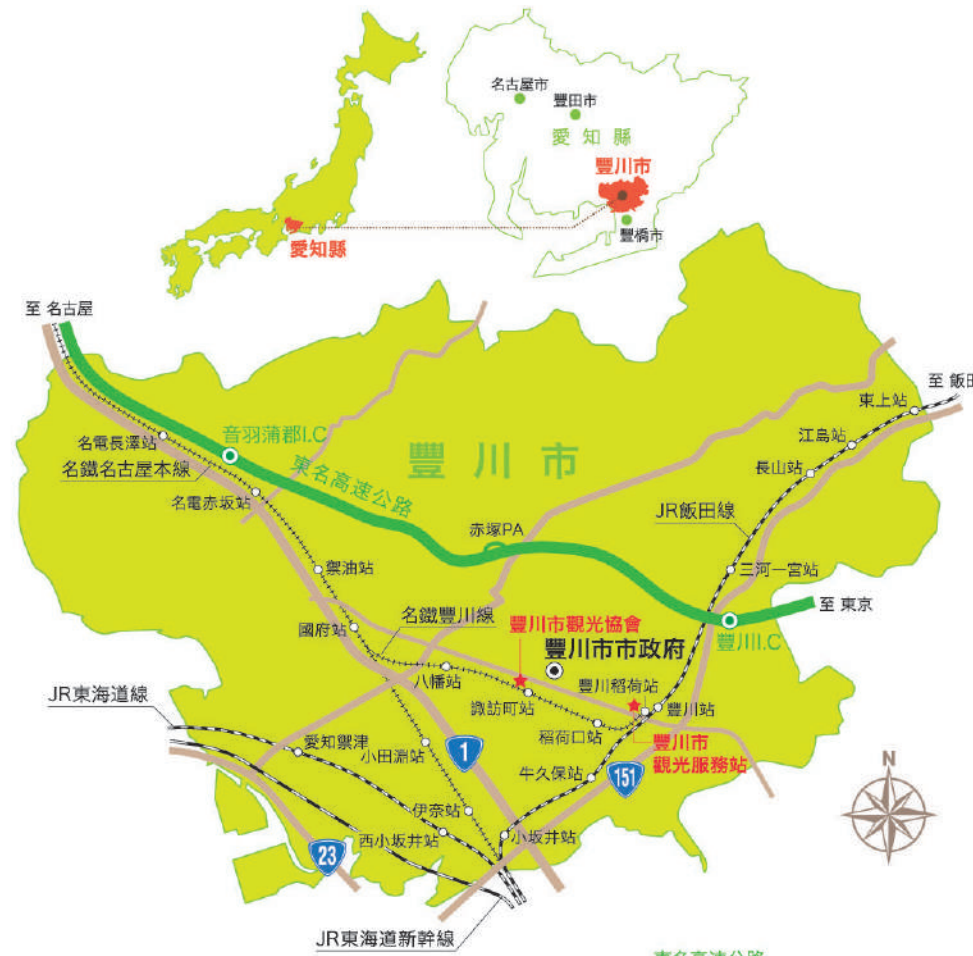 名古屋市
豐田市
愛知縣
豐川市
豐橋市
愛知縣
至 名古屋
至 飯田
東上站
江島站
音羽蒲郡I.C
名電長澤站
豐川市
長山站
名鐵名古屋本線
東名高速公路
名電赤坂站
JR飯田線
赤塚PA
禦油站
三河一宮站
至 東京
名鐵豐川線
豐川市觀光協會
國府站
豐川I.C
豐川市市政府
八幡站
豐川稻荷站
JR東海道線
諏訪町站
豐川站
稻荷口站
愛知禦津
小田淵站
1
豐川市
觀光服務站
牛久保站
151
N
伊奈站
西小坂井站
小坂井站
23
JR東海道新幹線